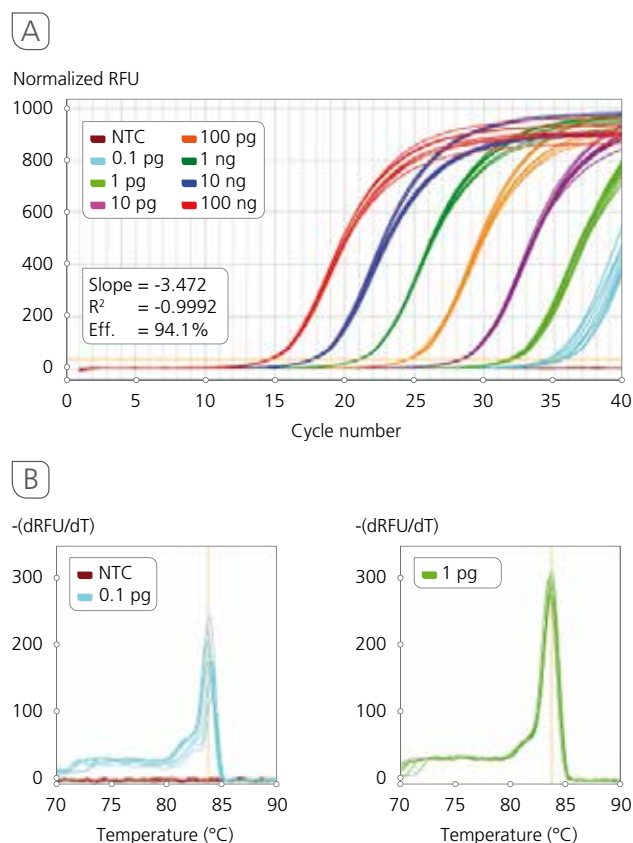 A
Normalized RFU
1000
800
600
400
200
0
NTC 100 pg
0.1 pg 1 ng
1 pg 10 ng
10 pg 100 ng
Slope = -3.472
R² = -0.9992
Eff. = 94.1%
0 5 10 15 20 25 30 35 40
Cycle number
B
-(dRFU/dT)
300
200
100
0
NTC
0.1 pg
70 75 80 85 90
Temperature (°C)
-(dRFU/dT)
300
200
100
0
1 pg
70 75 80 85 90
Temperature (°C)